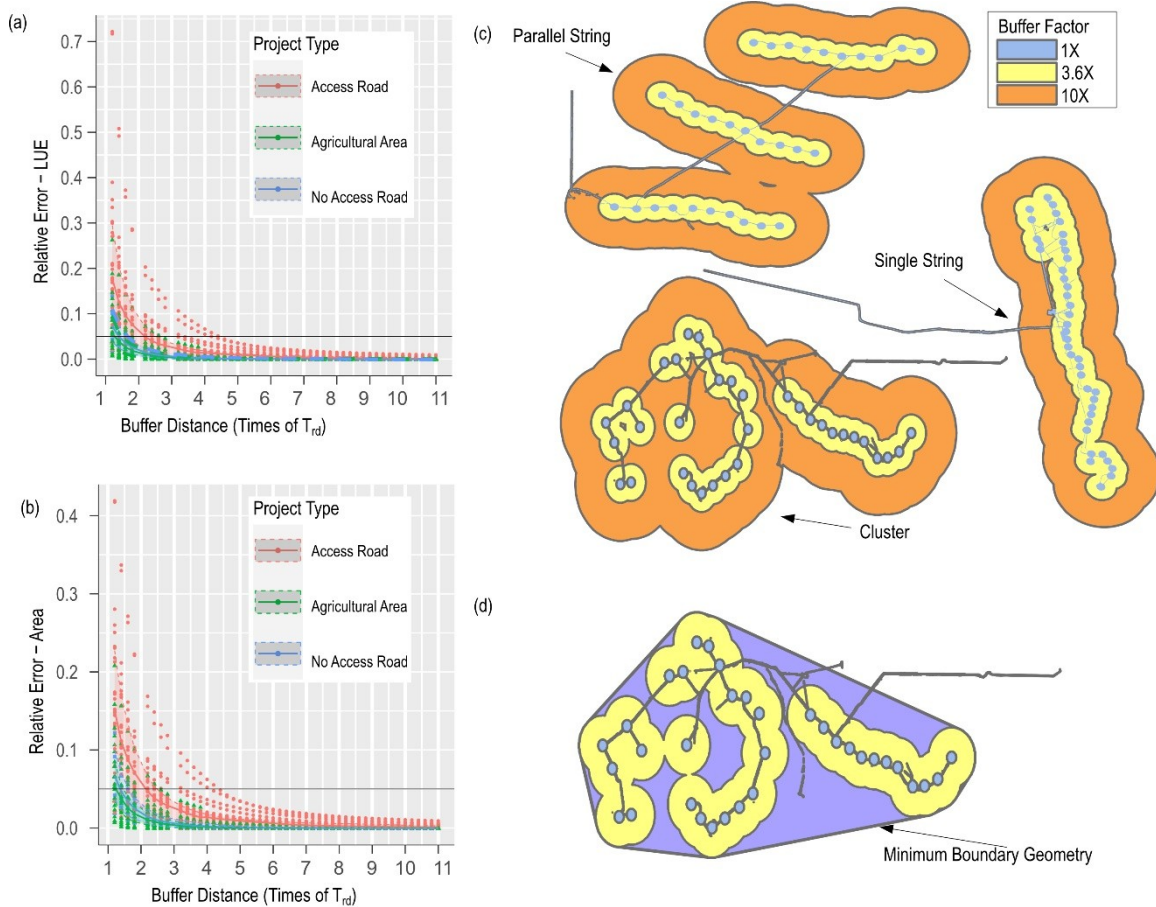 (a)
0.7
0.6
0.5
0.4
0.3
0.2
0.1
0.0
Relative Error – LUE
Project Type
Access Road
Agricultural Area
No Access Road
1 2 3 4 5 6 7 8 9 10 11
Buffer Distance (Times of Trd)
(b)
0.4
0.3
0.2
0.1
0.0
Relative Error –Area
Project Type
Access Road
Agricultural Area
No Access Road
1 2 3 4 5 6 7 8 9 10 11
Buffer Distance (Times of Trd)
(c)
Parallel String
Buffer Factor
1X
3.6X
10X
Single String
Cluster
(d)
Minimum Boundary Geometry